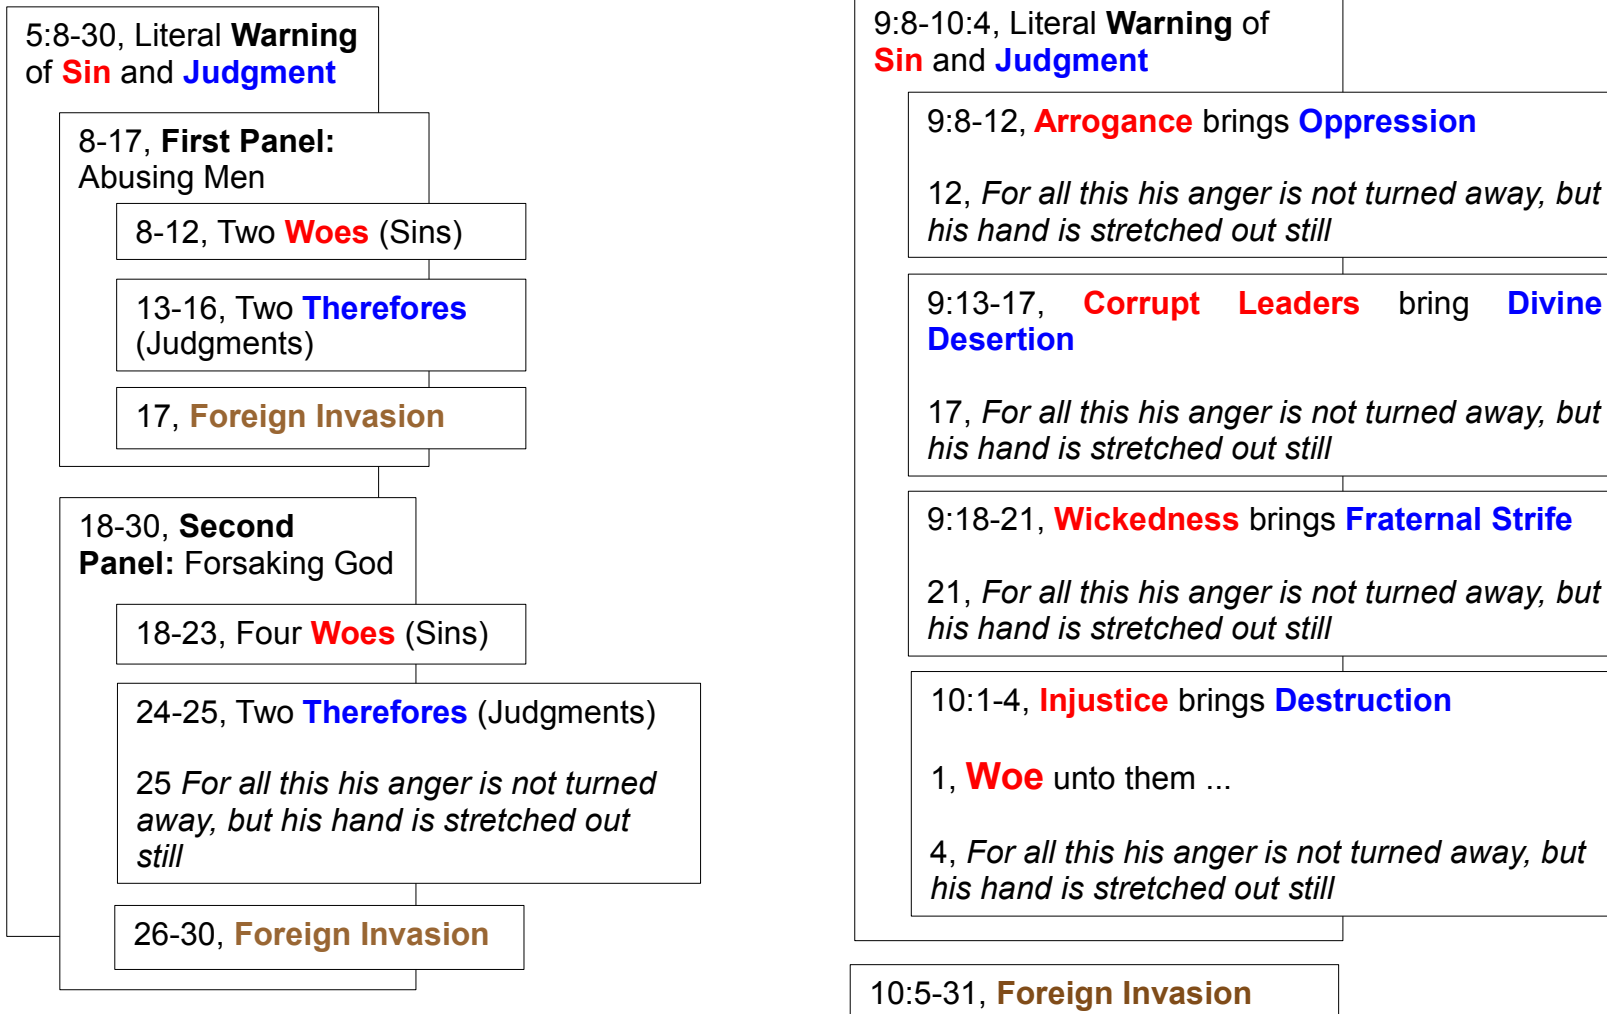 5:8-30, Literal Warning
of Sin and Judgment
8-17, First Panel:
Abusing Men
8-12, Two Woes (Sins)
13-16, Two Therefores
(Judgments)
17, Foreign Invasion
18-30, Second
Panel: Forsaking God
18-23, Four Woes (Sins)
24-25, Two Therefores (Judgments)
25 For all this his anger is not turned
away, but his hand is stretched out
still
26-30, Foreign Invasion
9:8-10:4, Literal Warning of
Sin and Judgment
9:8-12, Arrogance brings Oppression
12, For all this his anger is not turned away, but
his hand is stretched out still
9:13-17, Corrupt Leaders bring Divine
Desertion
17, For all this his anger is not turned away, but
his hand is stretched out still
9:18-21, Wickedness brings Fraternal Strife
21, For all this his anger is not turned away, but
his hand is stretched out still
10:1-4, Injustice brings Destruction
1, Woe unto them ...
4, For all this his anger is not turned away, but
his hand is stretched out still
10:5-31, Foreign Invasion